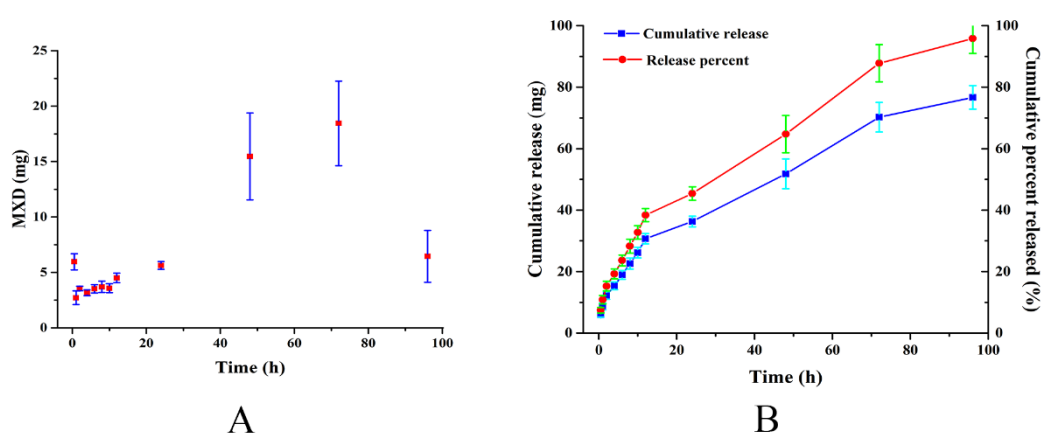 25
20
15
10
5
0
MXD (mg)
0 20 40 60 80 100
Time (h)
A
100
80
60
40
20
0
Cumulative release (mg)
Cumulative release
Release percent
100
80
60
40
20
0
Cumulative percent released (%)
0 20 40 60 80 100
Time (h)
B